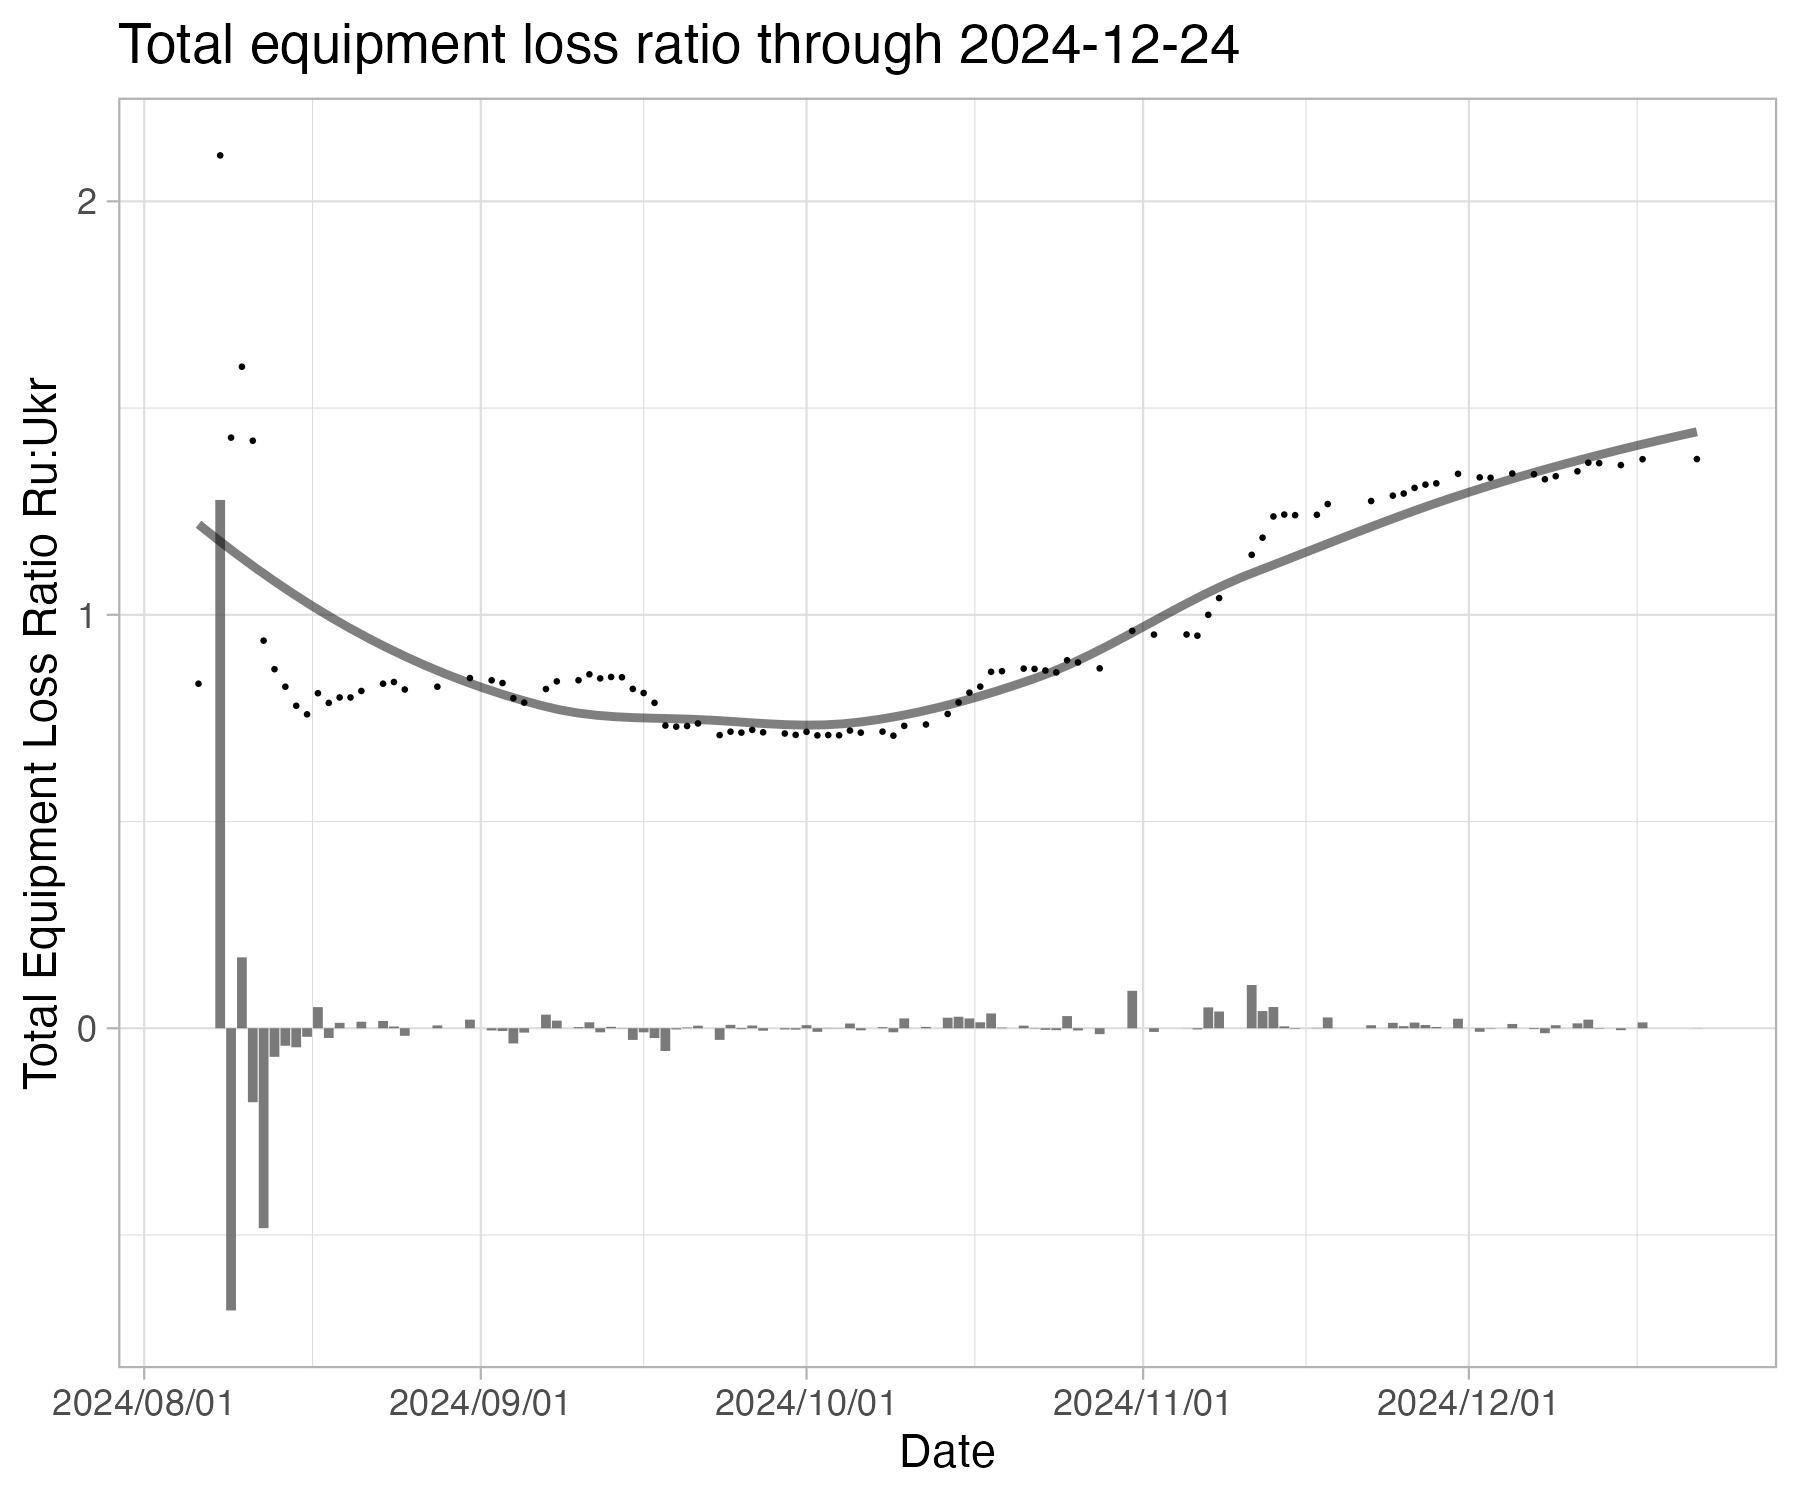 Total equipment loss ratio through 2024-12-24
Total Equipment Loss Ratio Ru:Ukr
2
1
0
2024/08/01
2024/09/01
2024/10/01
2024/11/01
2024/12/01
Date